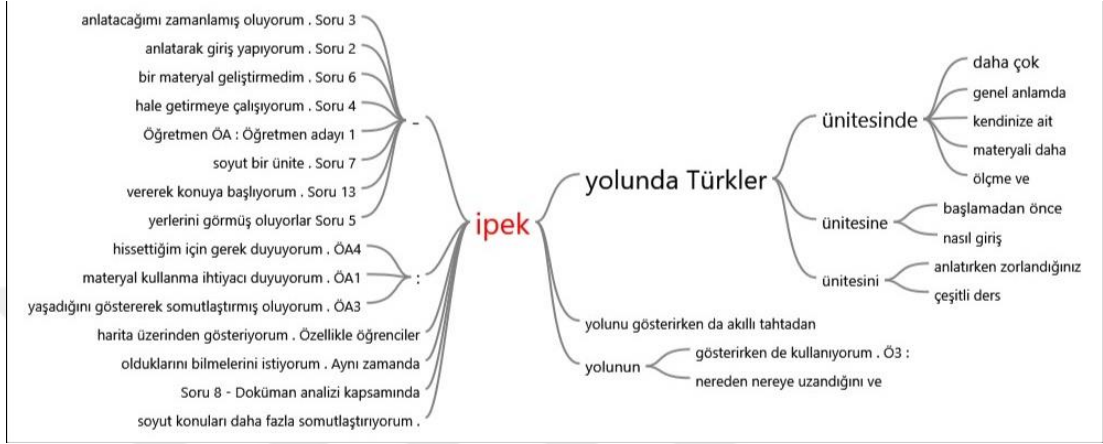 anlatacağımı zamanlamış oluyorum . Soru 3
anlatarak giriş yapıyorum . Soru 2
bir materyal geliştirmedim . Soru 6
hale getirmeye çalışıyorum . Soru 4
Öğretmen ÖA : Öğretmen adayı 1
soyut bir ünite . Soru 7
vererek konuya başlıyorum . Soru 13
yerlerini görmüş oluyorlar Soru 5
-
hissettiğim için gerek duyuyorum . ÖA4
materyal kullanma ihtiyacı duyuyorum . ÖA1
yaşadığını göstererek somutlaştırmış oluyorum . ÖA3
:
harita üzerinden gösteriyorum . Özellikle öğrenciler
olduklarını bilmelerini istiyorum . Aynı zamanda
Soru 8 - Doküman analizi kapsamında
soyut konuları daha fazla somutlaştırıyorum .
ipek
yolunda Türkler
ünitesinde
daha çok
genel anlamda
kendinize ait
materyali daha
ölçme ve
ünitesine
başlamadan önce
nasıl giriş
ünitesini
anlatırken zorlandığınız
çeşitli ders
yolunu gösterirken da akıllı tahtadan
yolunun
gösterirken de kullanıyorum . Ö3 :
nereden nereye uzandığını ve